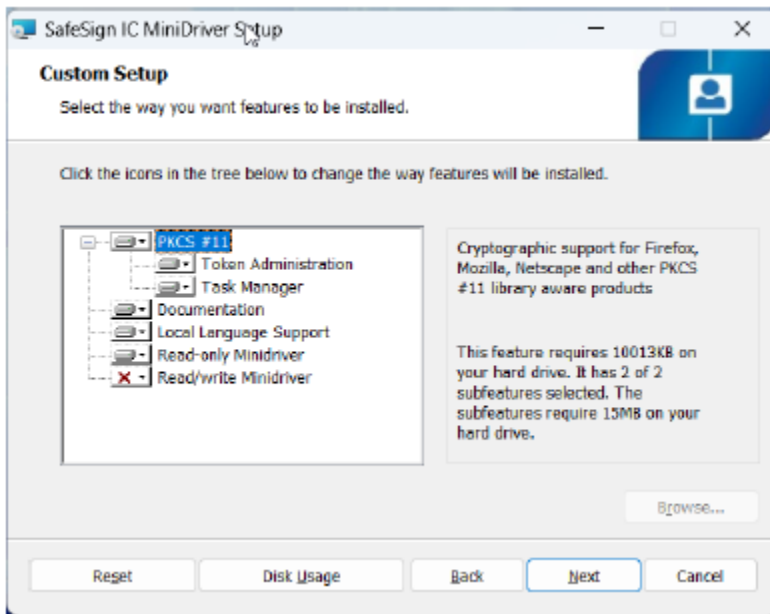 SafeSign IC MiniDriver Setup
Custom Setup
Select the way you want features to be installed.
Click the icons in the tree below to change the way features will be installed.
PKCS #11
Token Administration
Task Manager
Documentation
Local Language Support
Read-only Minidriver
Read/write Minidriver
Cryptographic support for Firefox,
Mozilla, Netscape and other PKCS
#11 library aware products
This feature requires 10013KB on
your hard drive. It has 2 of 2
subfeatures selected. The
subfeatures require 15MB on your
hard drive.
Browse...
Reset
Disk Usage
Back
Next
Cancel